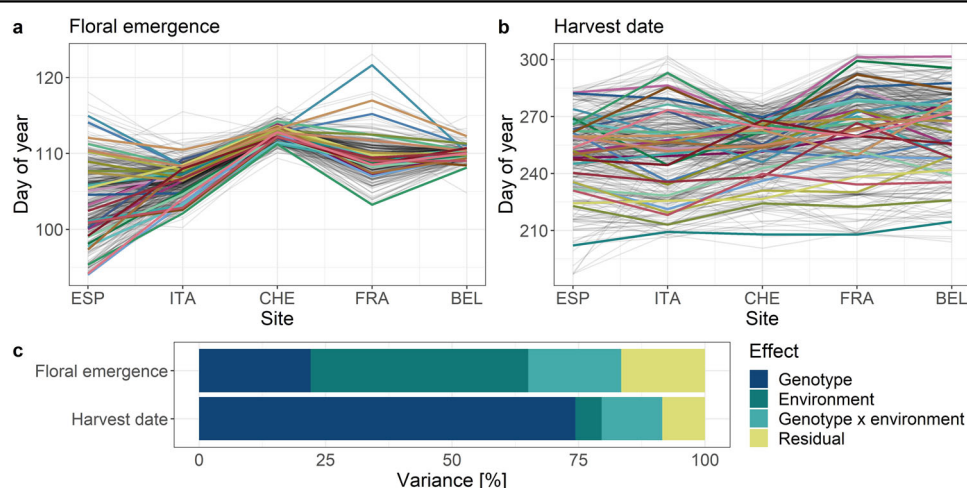 a Floral emergence
Day of year
120
110
100
ESP ITA CHE FRA BEL
Site
b Harvest date
Day of year
300
270
240
210
ESP ITA CHE FRA BEL
Site
c
Floral emergence
Harvest date
0 25 50 75 100
Variance [%]
Effect
Genotype
Environment
Genotype x environment
Residual